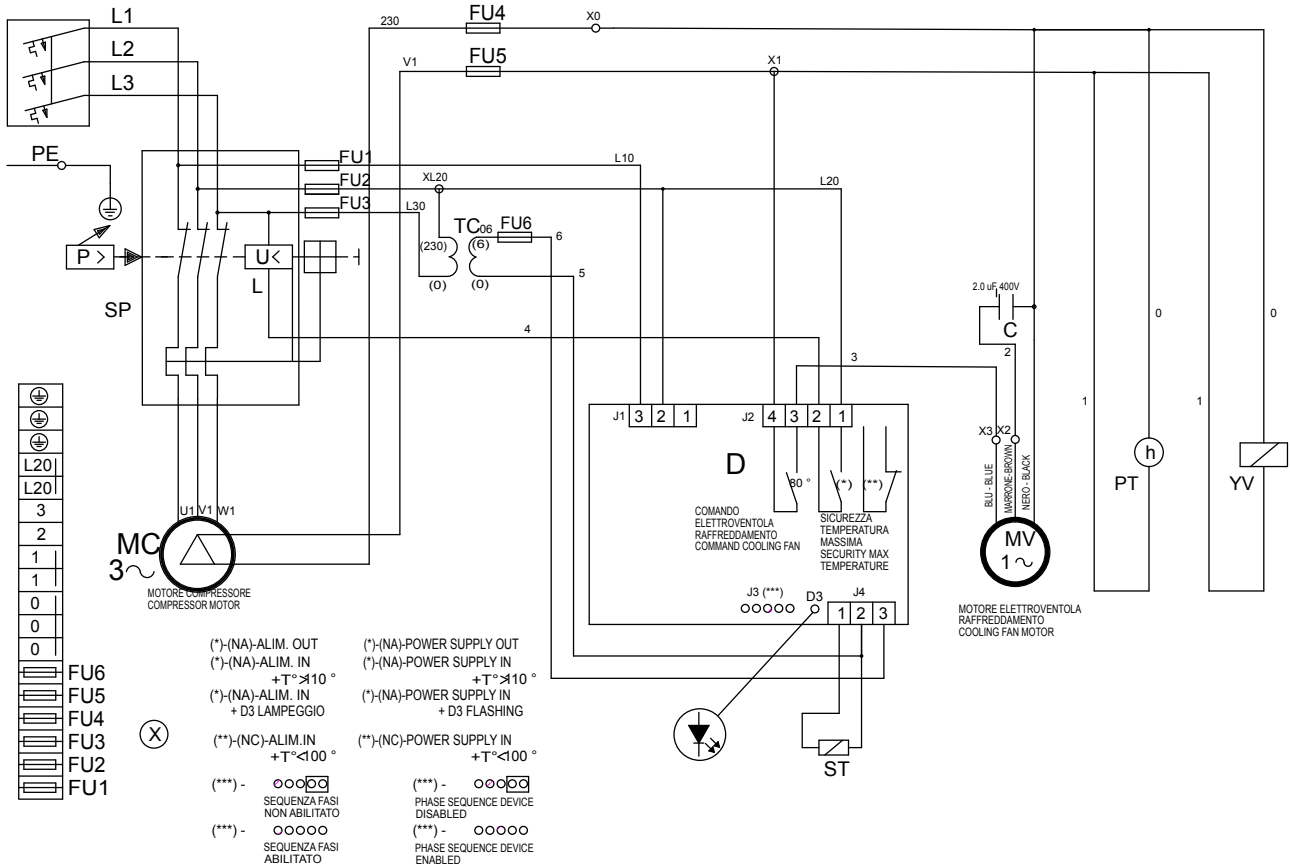 L1
L2
L3
PE
230
FU4
X0
V1
FU5
X1
FU1
FU2
FU3
L10
XL20
L20
L30
TC06
FU6
(230)
(6)
(0)
(0)
6
5
4
P >
SP
U<
L
2.0 uF 400V
C
2
3
0
0
1
1
J1 3 2 1
J2 4 3 2 1
D
80 °
(*)
(**)
COMANDO
ELETTROVENTOLA
RAFFREDDAMENTO
COMMAND COOLING FAN
SICUREZZA
TEMPERATURA
MASSIMA
SECURITY MAX
TEMPERATURE
J3 (***)
D3
J4
1 2 3
X3 X2
BLU - BLUE
MARRONE-BROWN
NERO - BLACK
MV
1~
MOTORE ELETTROVENTOLA
RAFFREDDAMENTO
COOLING FAN MOTOR
h
PT
YV
ST
L20
L20
3
2
1
1
0
0
0
FU6
FU5
FU4
FU3
FU2
FU1
U1 V1 W1
MC
3~
MOTORE COMPRESSORE
COMPRESSOR MOTOR
X
(*)-(NA)-ALIM. OUT
(*)-(NA)-ALIM. IN
+T°>110 °
(*)-(NA)-ALIM. IN
+ D3 LAMPEGGIO
(**)-(NC)-ALIM.IN
+T°<100 °
(***) -
SEQUENZA FASI
NON ABILITATO
(***) -
SEQUENZA FASI
ABILITATO
(*)-(NA)-POWER SUPPLY OUT
(*)-(NA)-POWER SUPPLY IN
+T°>110 °
(*)-(NA)-POWER SUPPLY IN
+ D3 FLASHING
(**)-(NC)-POWER SUPPLY IN
+T°<100 °
(***) -
PHASE SEQUENCE DEVICE
DISABLED
(***) -
PHASE SEQUENCE DEVICE
ENABLED